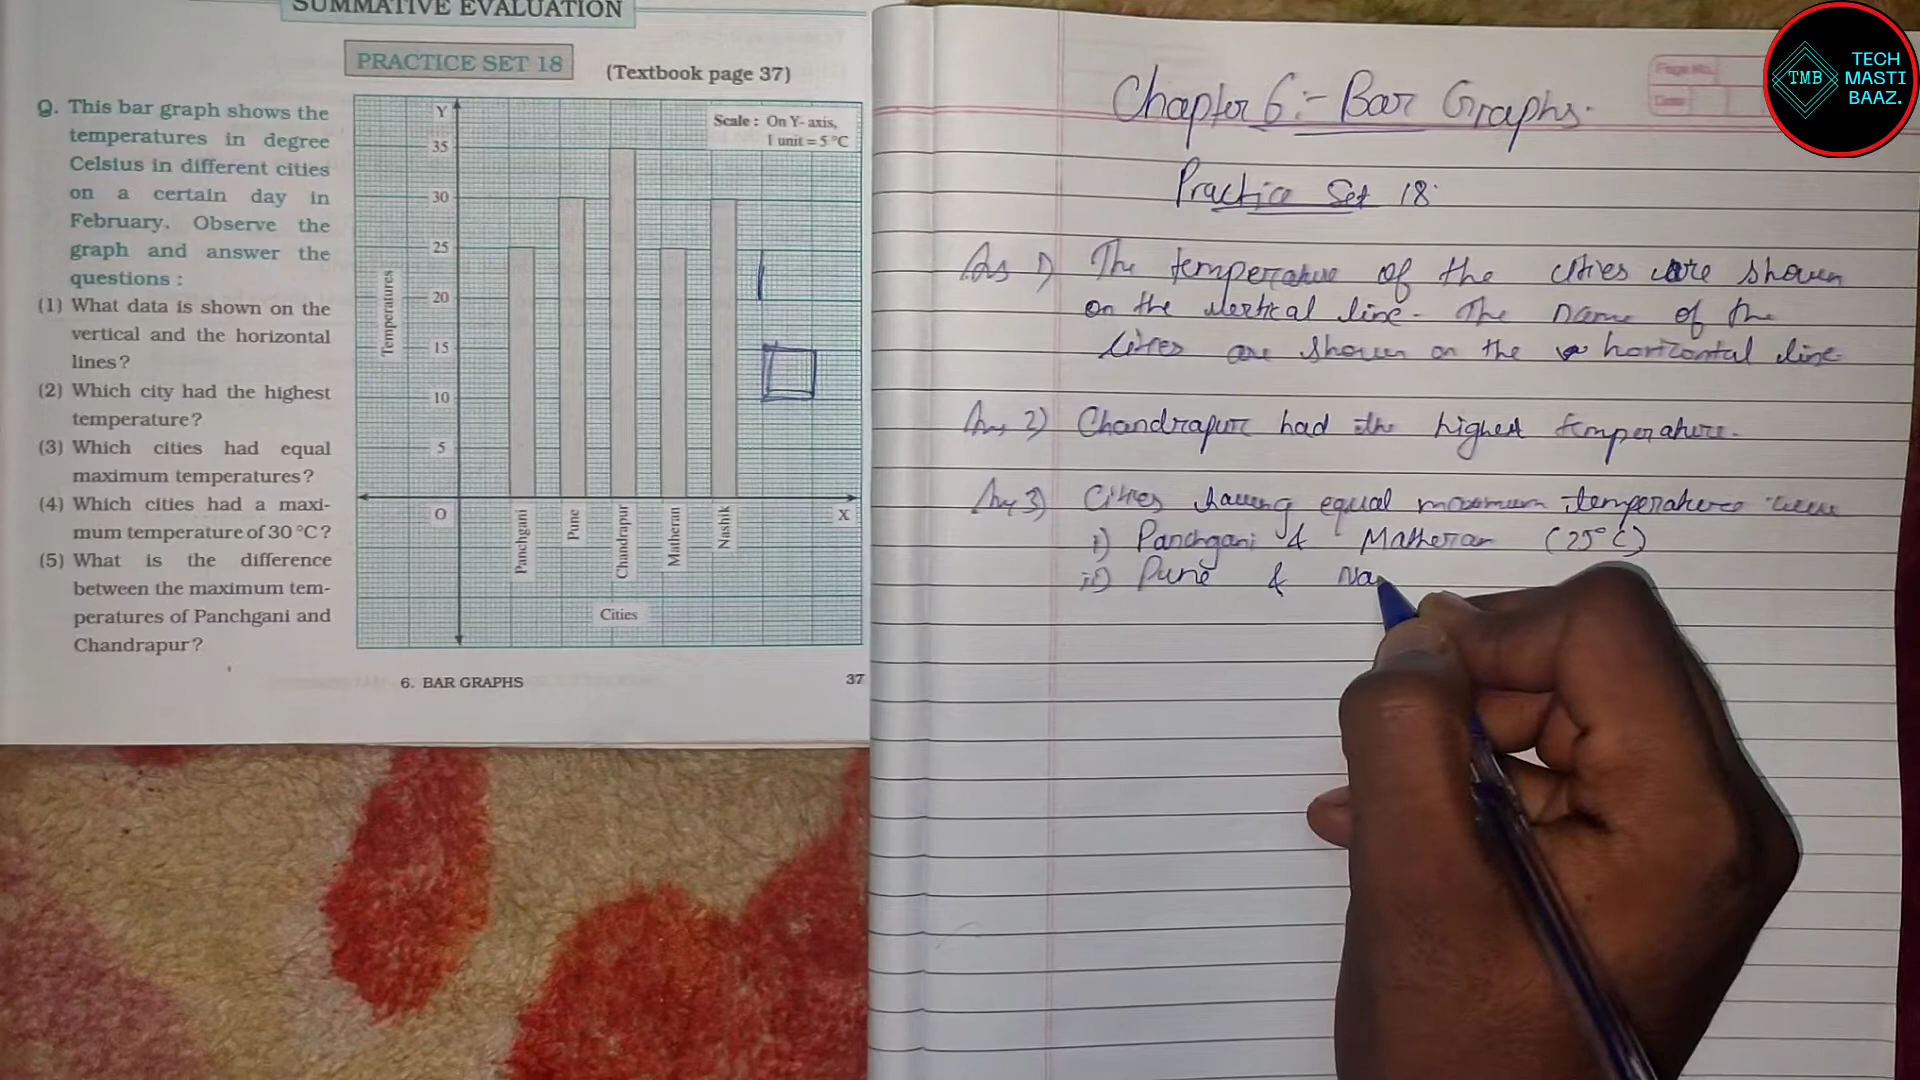 SUMMATIVE EVALUATION
PRACTICE SET 18
(Textbook page 37)
Q. This bar graph shows the
temperatures in degree
Celsius in different cities
on a certain day in
February. Observe the
graph and answer the
questions :
(1) What data is shown on the
vertical and the horizontal
lines?
(2) Which city had the highest
temperature?
(3) Which cities had equal
maximum temperatures?
(4) Which cities had a maxi-
mum temperature of 30 °C?
(5) What is the difference
between the maximum tem-
peratures of Panchgani and
Chandrapur?
Y
Scale : On Y- axis,
1 unit = 5 °C
35
30
25
20
15
10
5
O
X
Temperatures
Panchgani
Pune
Chandrapur
Matheran
Nashik
Cities
6. BAR GRAPHS
37
Chapter 6:- Bar Graphs.
Practice Set 18.
Ans 1) The temperature of the cities are shown
on the vertical line. The name of the
cities are shown on the horizontal line
Ans 2) Chandrapur had the highest temperature.
Ans 3) Cities having equal maximum temperatures were
i) Panchgani & Matheran (25°C)
ii) Pune & Na
TMB
TECH
MASTI
BAAZ.